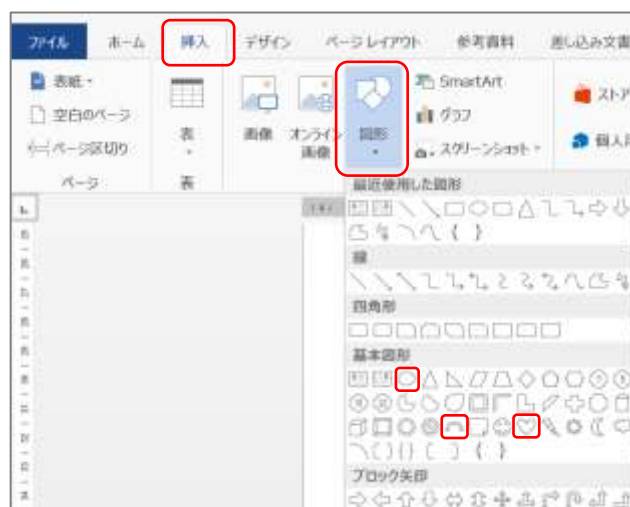 ファイル ホーム 挿入 デザイン ページレイアウト 参考資料 差し込み文書
表紙
空白のページ
ページ区切り
ページ
表
表
画像
オンライン
画像
図形
SmartArt
グラフ
スクリーンショット
ストア
個人
最近使用した図形
線
四角形
基本図形
ブロック矢印